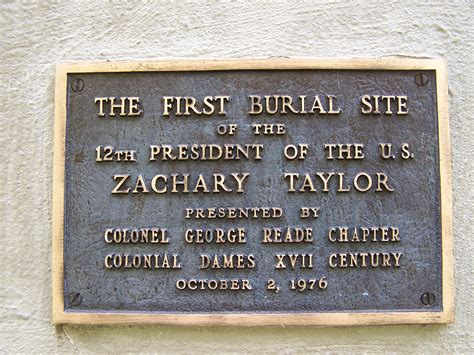 THE FIRST BURIAL SITE
OF THE
12TH PRESIDENT OF THE U.S.
ZACHARY TAYLOR
PRESENTED BY
COLONEL GEORGE READE CHAPTER
COLONIAL DAMES XVII CENTURY
OCTOBER 2, 1976